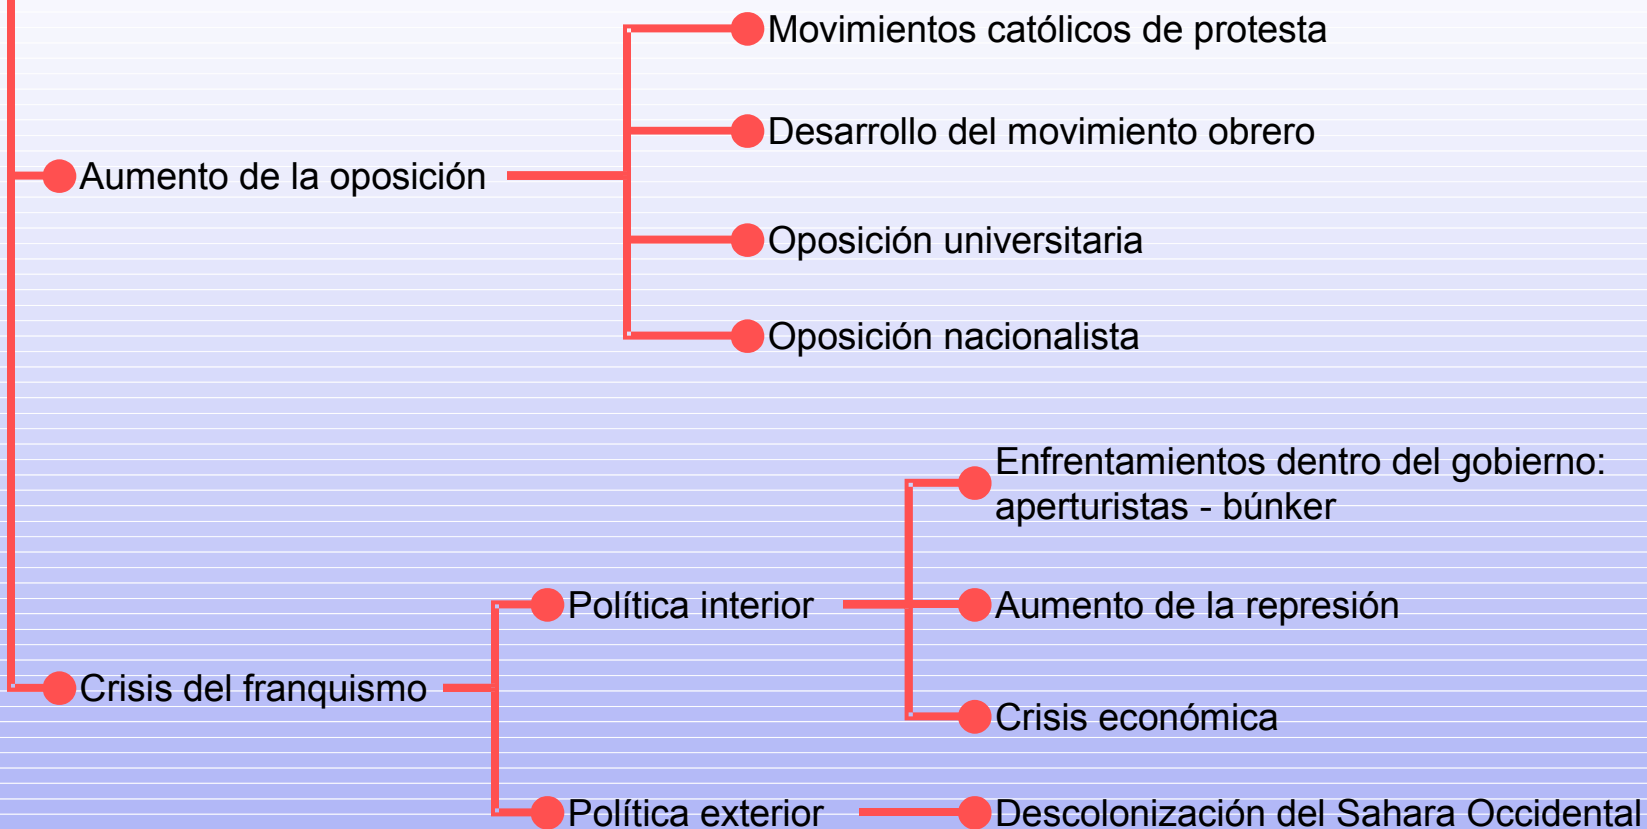 Movimientos católicos de protesta
Desarrollo del movimiento obrero
Aumento de la oposición
Oposición universitaria
Oposición nacionalista
Enfrentamientos dentro del gobierno:
aperturistas - búnker
Política interior
Aumento de la represión
Crisis del franquismo
Crisis económica
Política exterior
Descolonización del Sahara Occidental